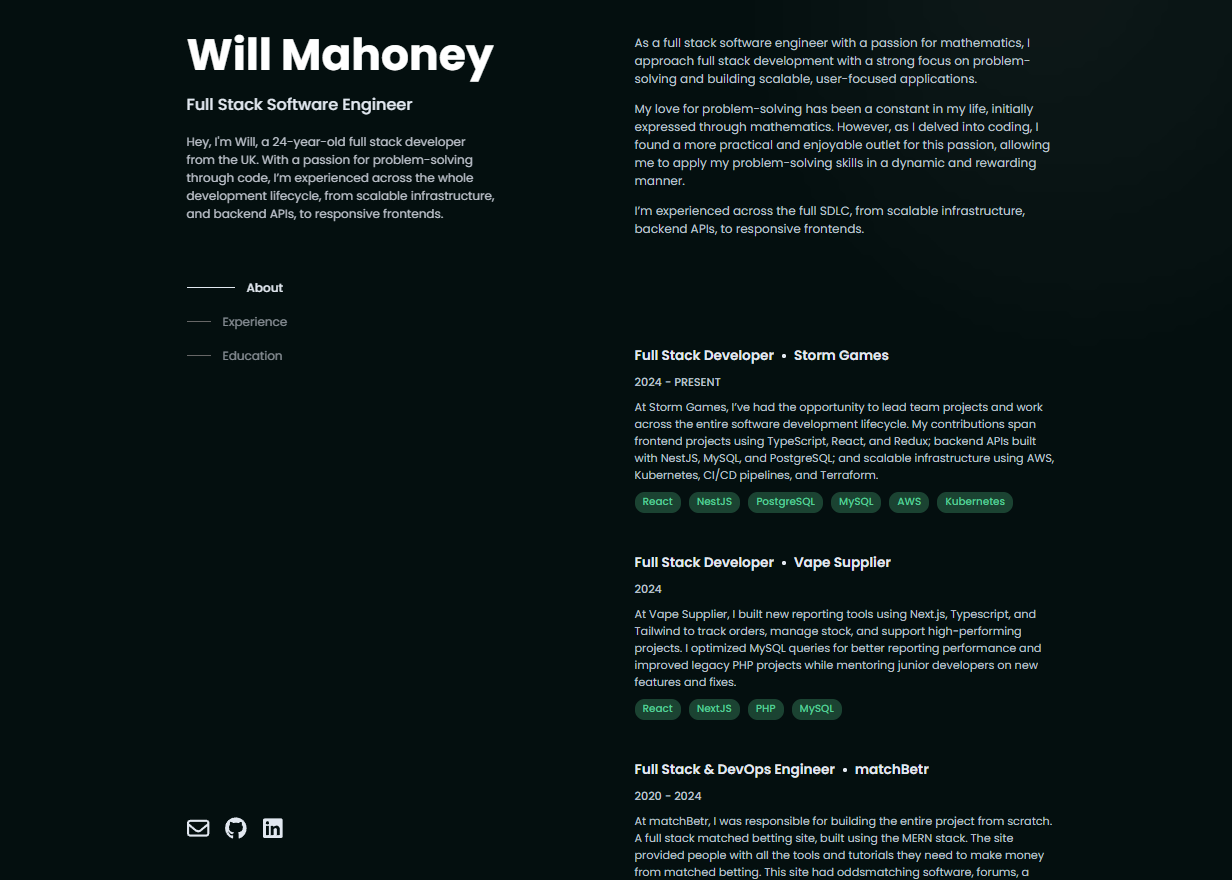 Will Mahoney
Full Stack Software Engineer
Hey, I'm Will, a 24-year-old full stack developer
from the UK. With a passion for problem-solving
through code, I'm experienced across the whole
development lifecycle, from scalable infrastructure,
and backend APIs, to responsive frontends.
About
Experience
Education
As a full stack software engineer with a passion for mathematics, I
approach full stack development with a strong focus on problem-
solving and building scalable, user-focused applications.
My love for problem-solving has been a constant in my life, initially
expressed through mathematics. However, as I delved into coding, I
found a more practical and enjoyable outlet for this passion, allowing
me to apply my problem-solving skills in a dynamic and rewarding
manner.
I'm experienced across the full SDLC, from scalable infrastructure,
backend APIs, to responsive frontends.
Full Stack Developer • Storm Games
2024 - PRESENT
At Storm Games, I've had the opportunity to lead team projects and work
across the entire software development lifecycle. My contributions span
frontend projects using TypeScript, React, and Redux; backend APIs built
with NestJS, MySQL, and PostgreSQL; and scalable infrastructure using AWS,
Kubernetes, CI/CD pipelines, and Terraform.
React NestJS PostgreSQL MySQL AWS Kubernetes
Full Stack Developer • Vape Supplier
2024
At Vape Supplier, I built new reporting tools using Next.js, Typescript, and
Tailwind to track orders, manage stock, and support high-performing
projects. I optimized MySQL queries for better reporting performance and
improved legacy PHP projects while mentoring junior developers on new
features and fixes.
React NextJS PHP MySQL
Full Stack & DevOps Engineer • matchBetr
2020 - 2024
At matchBetr, I was responsible for building the entire project from scratch.
A full stack matched betting site, built using the MERN stack. The site
provided people with all the tools and tutorials they need to make money
from matched betting. This site had oddsmatching software, forums, a